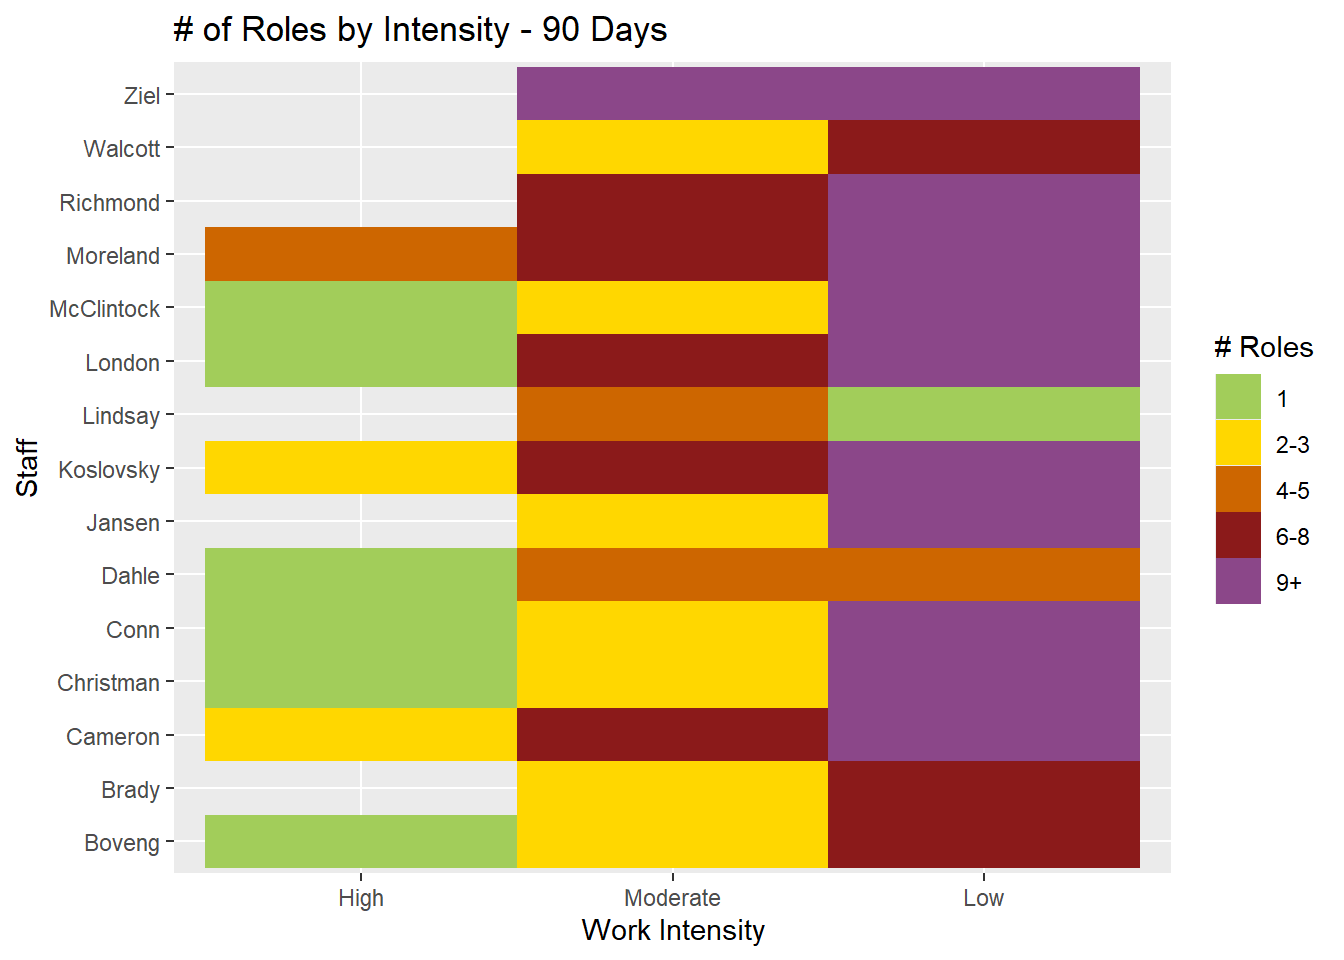 # of Roles by Intensity - 90 Days
Ziel
Walcott
Richmond
Moreland
McClintock
London
Lindsay
Koslovsky
Jansen
Dahle
Conn
Christman
Cameron
Brady
Boveng
Staff
High Moderate Low
Work Intensity
# Roles
1
2-3
4-5
6-8
9+